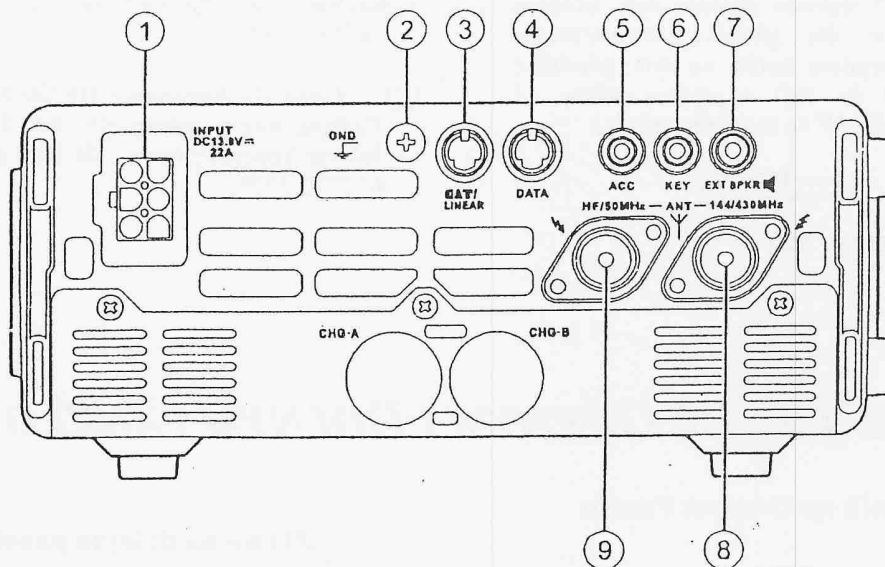 1 2 3 4 5 6 7
INPUT
DC13.8V
22A
GND
CAT/
LINEAR
DATA
ACC KEY EXT SPKR
HF/50MHz — ANT — 144/430MHz
CHG-A CHG-B
9 8